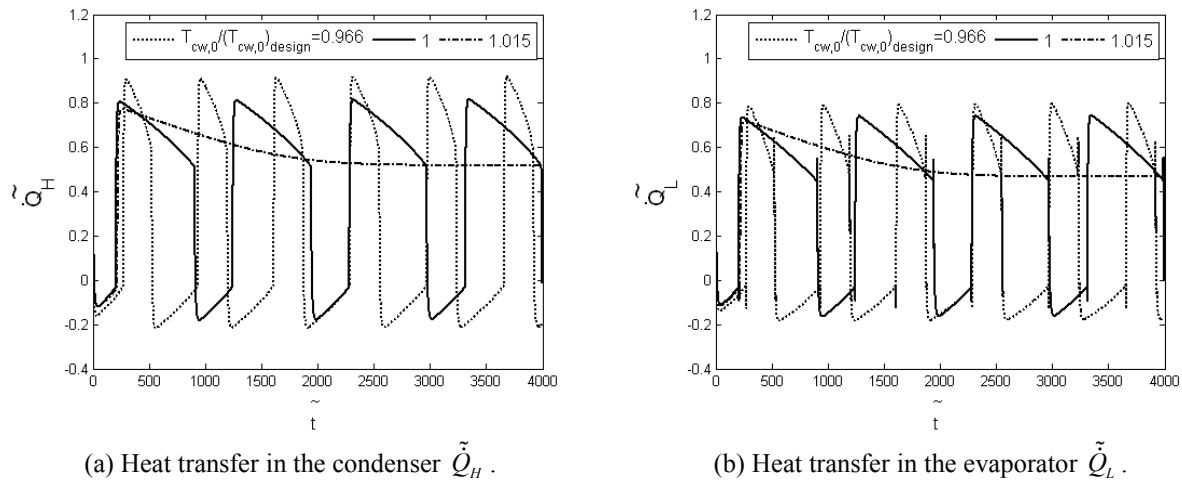 1.2
1
0.8
0.6
0.4
0.2
0
-0.2
-0.4
T_cw,0/(T_cw,0)_design=0.966 1 1.015
Q̃̇_H
0 500 1000 1500 2000 2500 3000 3500 4000
t̃
(a) Heat transfer in the condenser Q̃̇_H .
1.2
1
0.8
0.6
0.4
0.2
0
-0.2
-0.4
T_cw,0/(T_cw,0)_design=0.966 1 1.015
Q̃̇_L
0 500 1000 1500 2000 2500 3000 3500 4000
t̃
(b) Heat transfer in the evaporator Q̃̇_L .